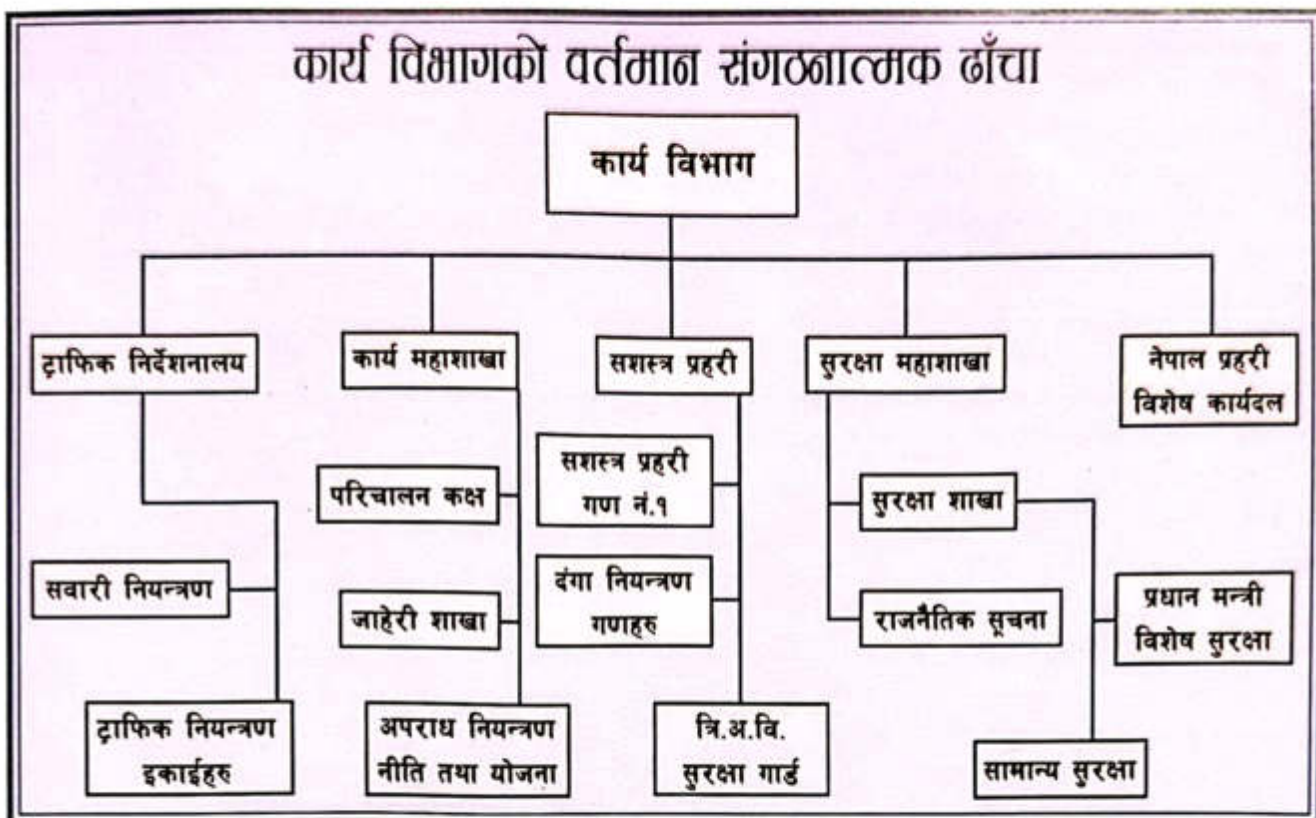 कार्य विभागको वर्तमान संगठनात्मक ढाँचा
कार्य विभाग
ट्राफिक निर्देशनालय
कार्य महाशाखा
सशस्त्र प्रहरी
सुरक्षा महाशाखा
नेपाल प्रहरी
विशेष कार्यदल
परिचालन कक्ष
सशस्त्र प्रहरी
गण नं.१
सुरक्षा शाखा
सवारी नियन्त्रण
जाहेरी शाखा
दंगा नियन्त्रण
गणहरु
राजनैतिक सूचना
प्रधान मन्त्री
विशेष सुरक्षा
ट्राफिक नियन्त्रण
इकाईहरु
अपराध नियन्त्रण
नीति तथा योजना
त्रि.अ.वि.
सुरक्षा गार्ड
सामान्य सुरक्षा